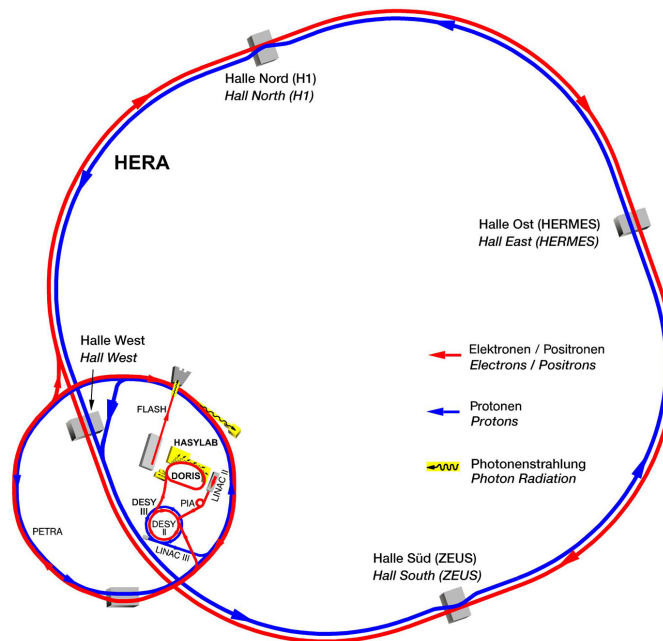 Halle Nord (H1)
Hall North (H1)
HERA
Halle Ost (HERMES)
Hall East (HERMES)
Halle West
Hall West
Elektronen / Positronen
Electrons / Positrons
FLASH
Protonen
Protons
HASYLAB
Photonenstrahlung
Photon Radiation
DORIS
LINAC II
DESY
III
PIA
PETRA
DESY
II
LINAC III
Halle Süd (ZEUS)
Hall South (ZEUS)